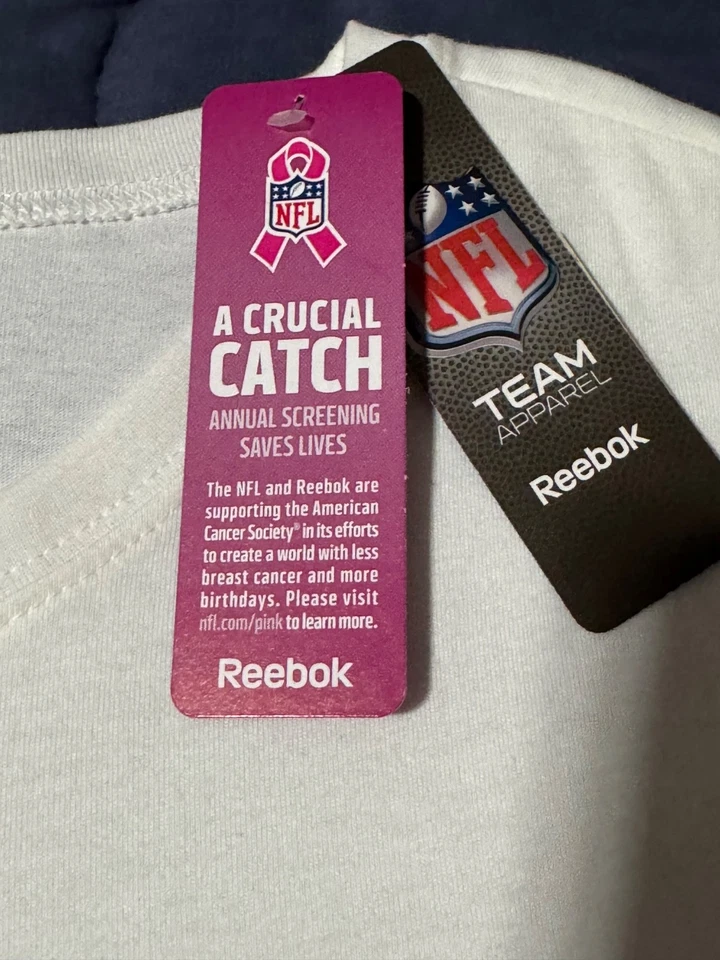 NFL
A CRUCIAL
CATCH
ANNUAL SCREENING
SAVES LIVES
The NFL and Reebok are
supporting the American
Cancer Society® in its efforts
to create a world with less
breast cancer and more
birthdays. Please visit
nfl.com/pink to learn more.
Reebok
NFL
TEAM
APPAREL
Reebok